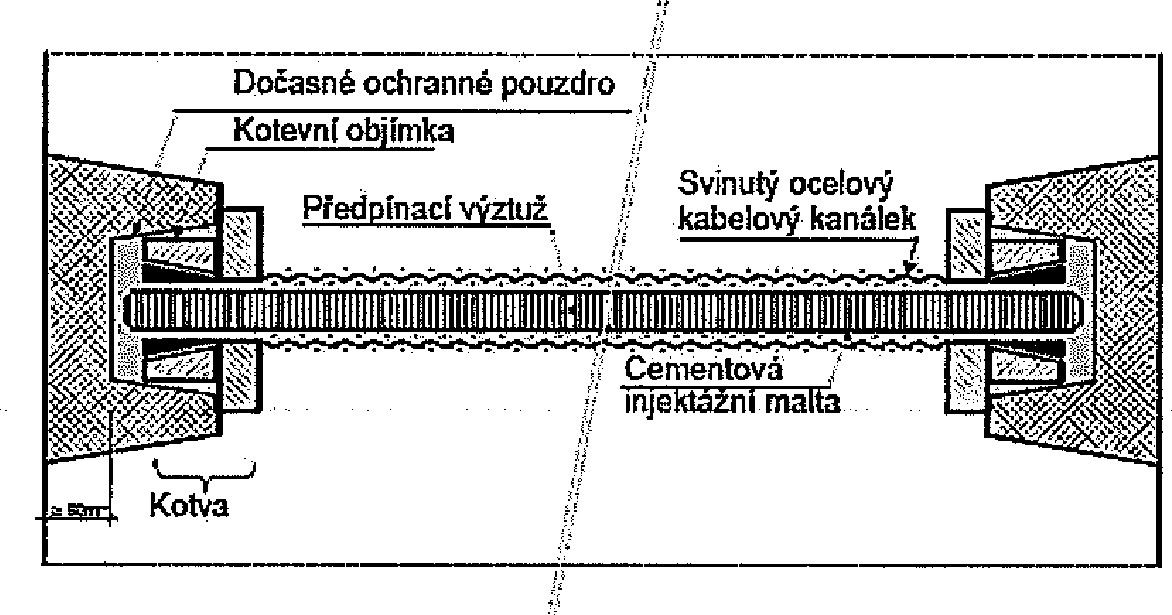 Dočasné ochranné pouzdro
Kotevní objímka
Předpínací výztuž
Svinutý ocelový
kabelový kanálek
Cementová
injektážní malta
Kotva